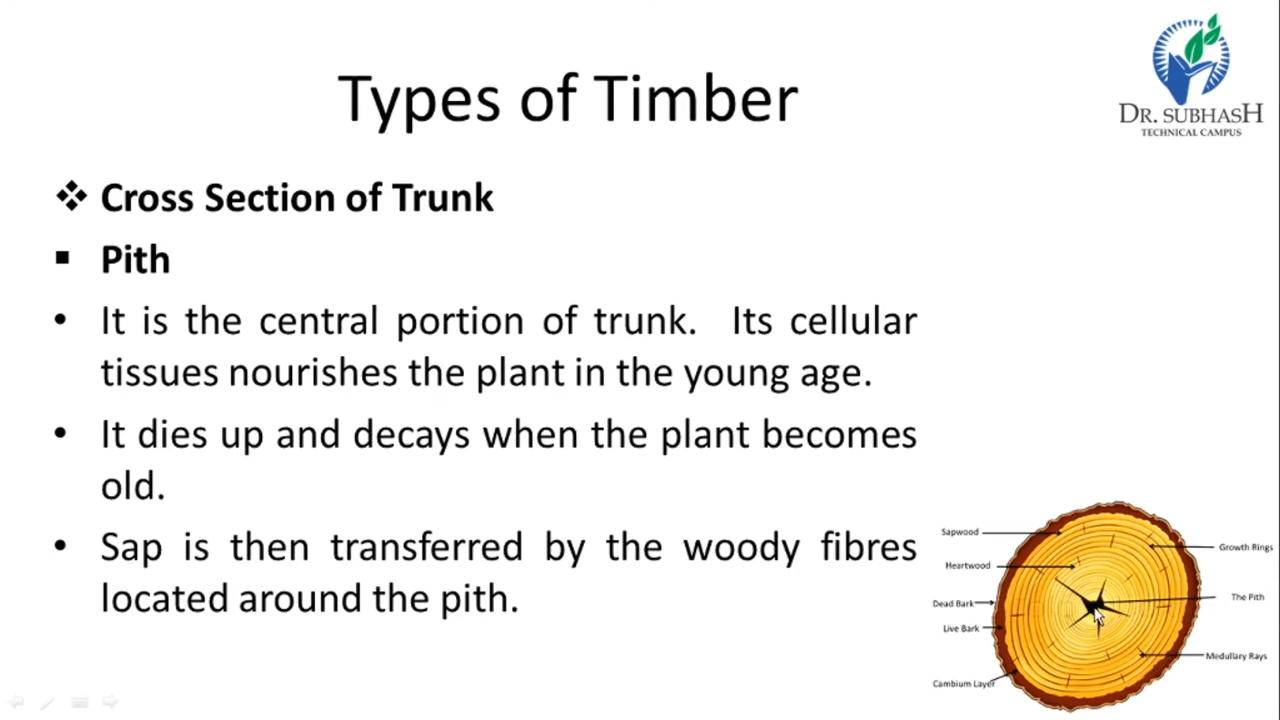 Types of Timber
DR. SUBHASH
TECHNICAL CAMPUS
❖ Cross Section of Trunk
▪ Pith
• It is the central portion of trunk. Its cellular
tissues nourishes the plant in the young age.
• It dies up and decays when the plant becomes
old.
• Sap is then transferred by the woody fibres
located around the pith.
Sapwood
Growth Rings
Heartwood
The Pith
Dead Bark
Live Bark
Medullary Rays
Cambium Layer